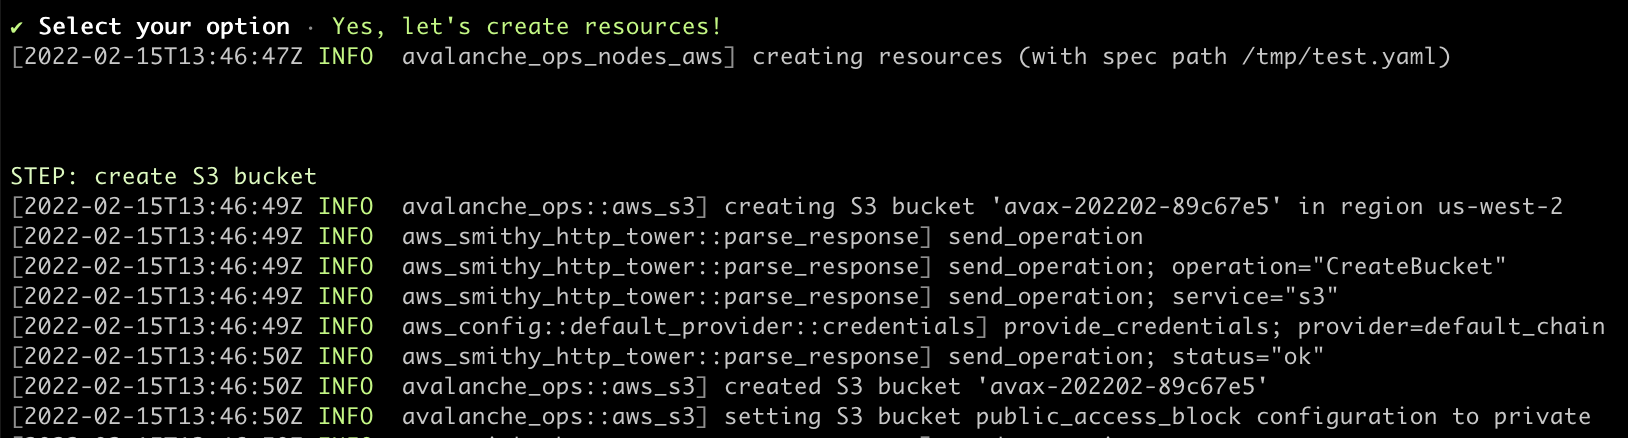 ✔ Select your option · Yes, let's create resources!
[2022-02-15T13:46:47Z INFO  avalanche_ops_nodes_aws] creating resources (with spec path /tmp/test.yaml)
STEP: create S3 bucket
[2022-02-15T13:46:49Z INFO  avalanche_ops::aws_s3] creating S3 bucket 'avax-202202-89c67e5' in region us-west-2
[2022-02-15T13:46:49Z INFO  aws_smithy_http_tower::parse_response] send_operation
[2022-02-15T13:46:49Z INFO  aws_smithy_http_tower::parse_response] send_operation; operation="CreateBucket"
[2022-02-15T13:46:49Z INFO  aws_smithy_http_tower::parse_response] send_operation; service="s3"
[2022-02-15T13:46:49Z INFO  aws_config::default_provider::credentials] provide_credentials; provider=default_chain
[2022-02-15T13:46:50Z INFO  aws_smithy_http_tower::parse_response] send_operation; status="ok"
[2022-02-15T13:46:50Z INFO  avalanche_ops::aws_s3] created S3 bucket 'avax-202202-89c67e5'
[2022-02-15T13:46:50Z INFO  avalanche_ops::aws_s3] setting S3 bucket public_access_block configuration to private